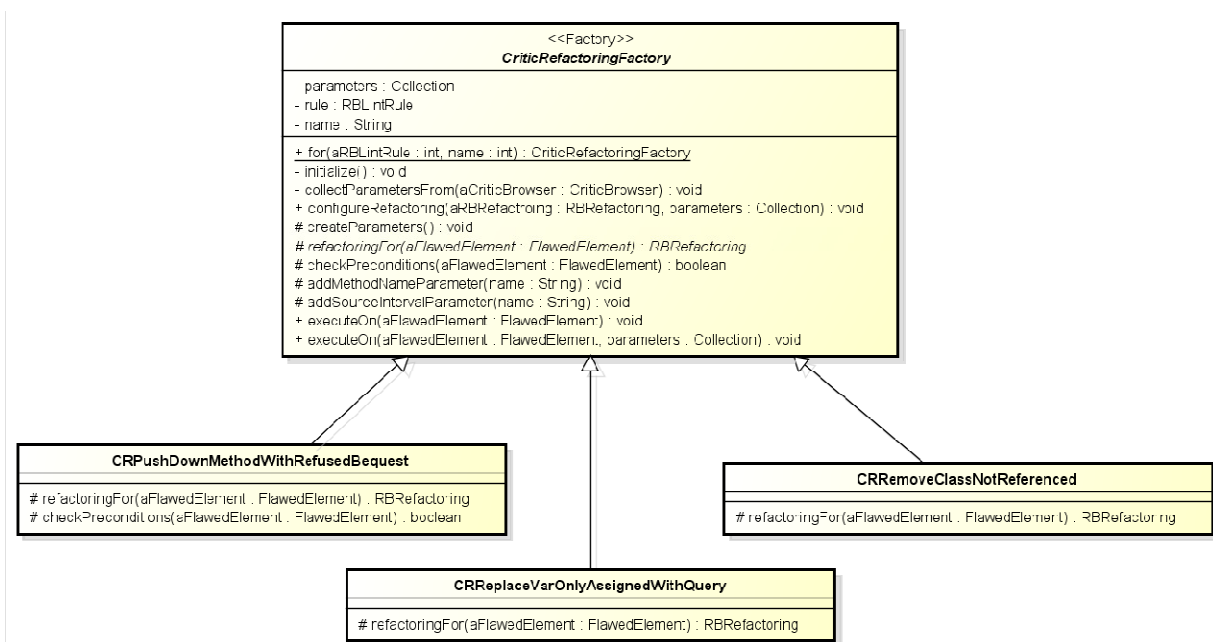 <<Factory>>
CriticRefactoringFactory
- parameters : Collection
- rule : RBLintRule
- name : String
+ for(aRBLintRule : int, name : int) : CriticRefactoringFactory
- initialize() : void
- collectParametersFrom(aCriticBrowser : CriticBrowser) : void
+ configureRefactoring(aRBRefactroing : RBRefactoring, parameters : Collection) : void
# createParameters() : void
# refactoringFor(aFlawedElement : FlawedElement) : RBRefactoring
# checkPreconditions(aFlawedElement : FlawedElement) : boolean
# addMethodNameParameter(name : String) : void
# addSourceIntervalParameter(name : String) : void
+ executeOn(aFlawedElement : FlawedElement) : void
+ executeOn(aFlawedElement : FlawedElement, parameters : Collection) : void
CRPushDownMethodWithRefusedBequest
# refactoringFor(aFlawedElement : FlawedElement) : RBRefactoring
# checkPreconditions(aFlawedElement : FlawedElement) : boolean
CRRemoveClassNotReferenced
# refactoringFor(aFlawedElement : FlawedElement) : RBRefactoring
CRReplaceVarOnlyAssignedWithQuery
# refactoringFor(aFlawedElement : FlawedElement) : RBRefactoring